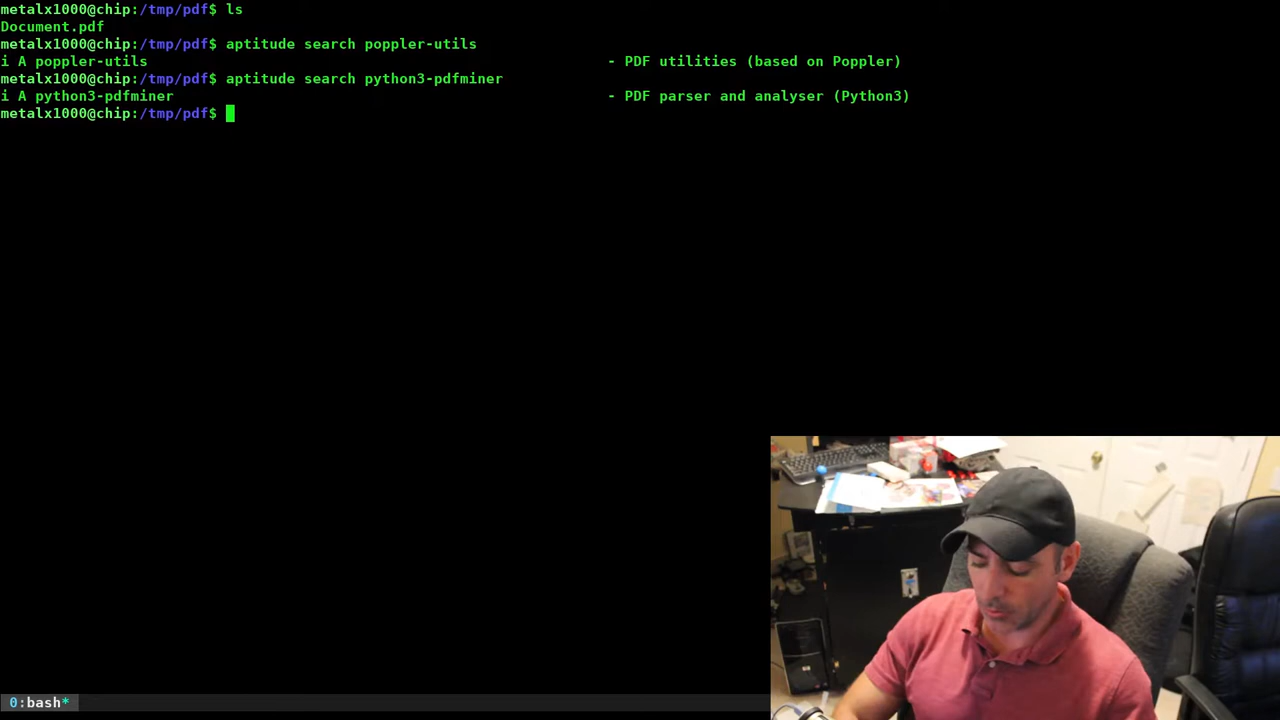 metalx1000@chip:/tmp/pdf$ ls
Document.pdf
metalx1000@chip:/tmp/pdf$ aptitude search poppler-utils
i A poppler-utils - PDF utilities (based on Poppler)
metalx1000@chip:/tmp/pdf$ aptitude search python3-pdfminer
i A python3-pdfminer - PDF parser and analyser (Python3)
metalx1000@chip:/tmp/pdf$
0:bash*